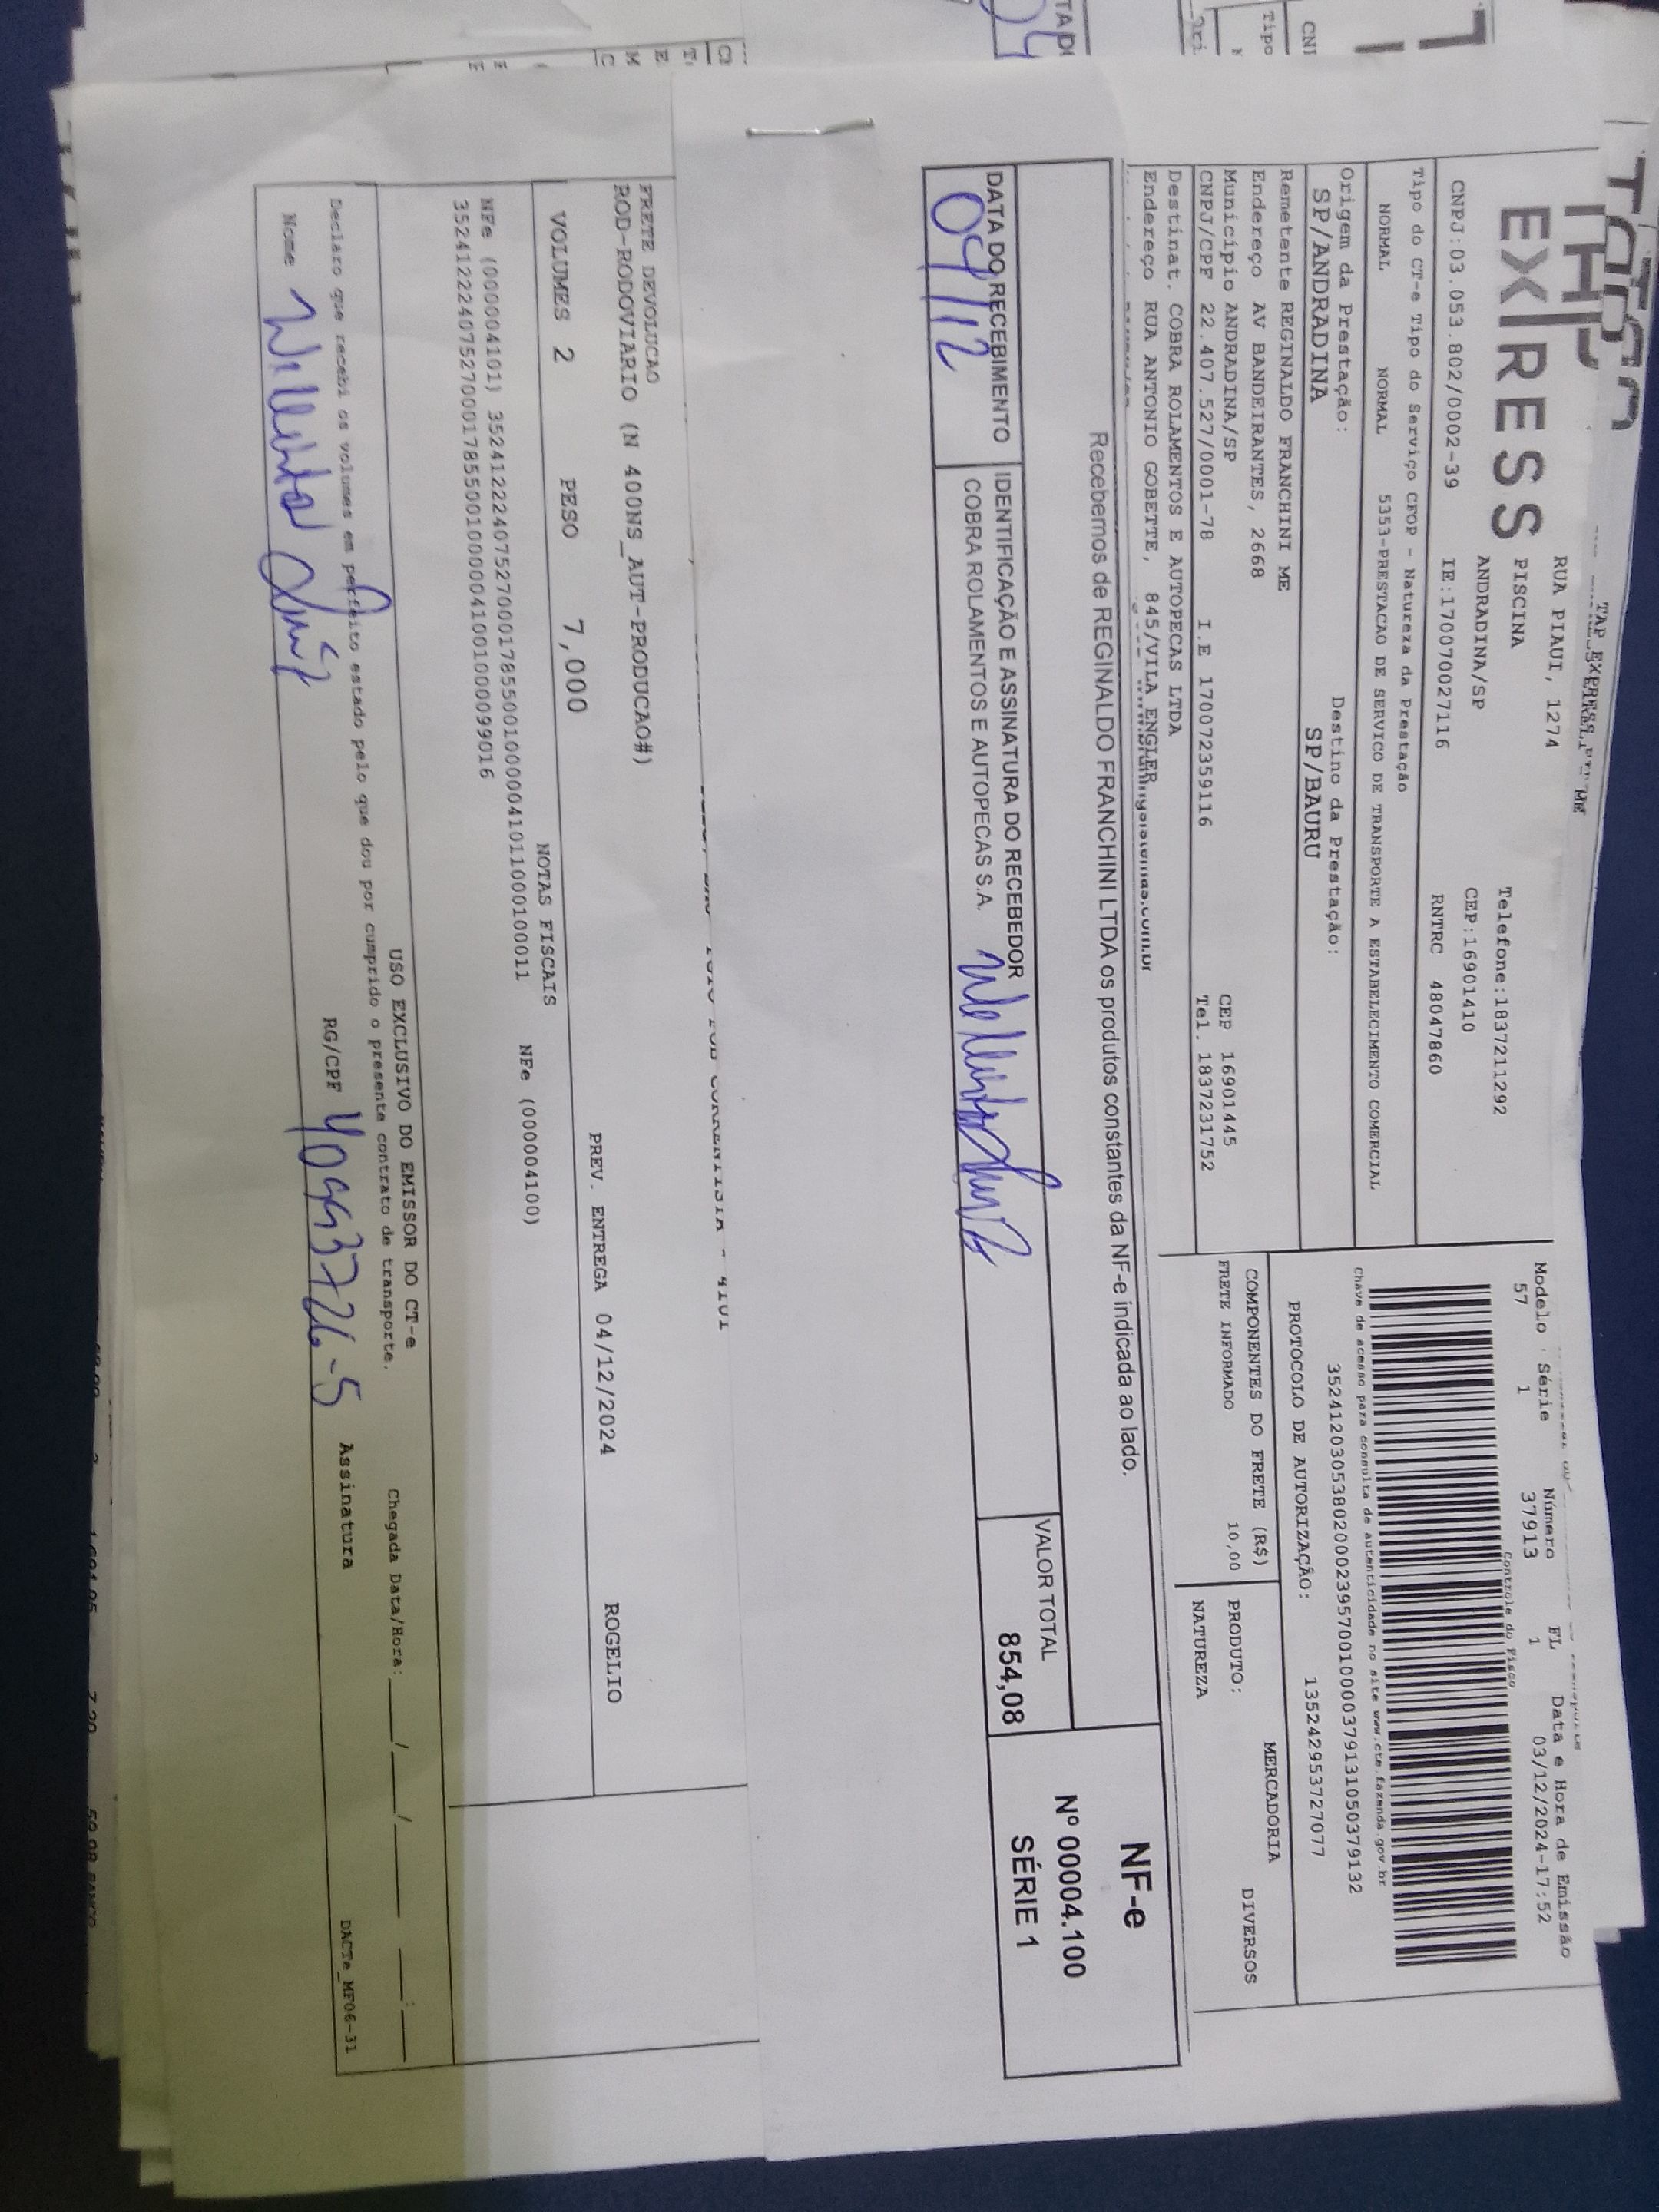 TAP EXPRESS
EXPRESS
RUA PIAUI, 1274
PISCINA
Telefone:1837211292
ANDRADINA/SP
CEP:16901410
CNPJ:03.053.802/0002-39
IE:170070027116
RNTRC 48047860
Modelo Série Número FL Data e Hora de Emissão
57 1 37913 1 03/12/2024-17:52
Controle do Fisco
Tipo do CT-e Tipo do Serviço CFOP - Natureza da Prestação
NORMAL NORMAL 5353-PRESTACAO DE SERVICO DE TRANSPORTE A ESTABELECIMENTO COMERCIAL
Chave de acesso para consulta de autenticidade no site www.cte.fazenda.gov.br
35241203053802000239570010000379131050379132
Origem da Prestação: Destino da Prestação:
SP/ANDRADINA SP/BAURU
PROTOCOLO DE AUTORIZAÇÃO: 135242953727077
Remetente REGINALDO FRANCHINI ME
Endereço AV BANDEIRANTES, 2668
Município ANDRADINA/SP CEP 16901445
CNPJ/CPF 22.407.527/0001-78 I.E 170072359116 Tel. 1837231752
COMPONENTES DO FRETE (R$)
FRETE INFORMADO 10,00
MERCADORIA
PRODUTO: DIVERSOS
NATUREZA
Destinat. COBRA ROLAMENTOS E AUTOPECAS LTDA
Endereço RUA ANTONIO GOBETTE, 845/VILA ENGLER
Recebemos de REGINALDO FRANCHINI LTDA os produtos constantes da NF-e indicada ao lado.
DATA DO RECEBIMENTO
09/12
IDENTIFICAÇÃO E ASSINATURA DO RECEBEDOR
COBRA ROLAMENTOS E AUTOPECAS S.A.
VALOR TOTAL
854,08
NF-e
Nº 00004.100
SÉRIE 1
4101
FRETE DEVOLUCAO
ROD-RODOVIARIO (N 400NS_AUT-PRODUCAO#)
VOLUMES 2 PESO 7,000 PREV. ENTREGA 04/12/2024 ROGELIO
NOTAS FISCAIS
NFe (000004101) 35241222407527000178550010000041011000100011 NFe (000004100)
35241222407527000178550010000041001000099016
USO EXCLUSIVO DO EMISSOR DO CT-e
Declaro que recebi os volumes em perfeito estado pelo que dou por cumprido o presente contrato de transporte.
Chegada Data/Hora: ___/___/____ __:__
Nome
RG/CPF 40993726-5 Assinatura
DACTe_MF06-31